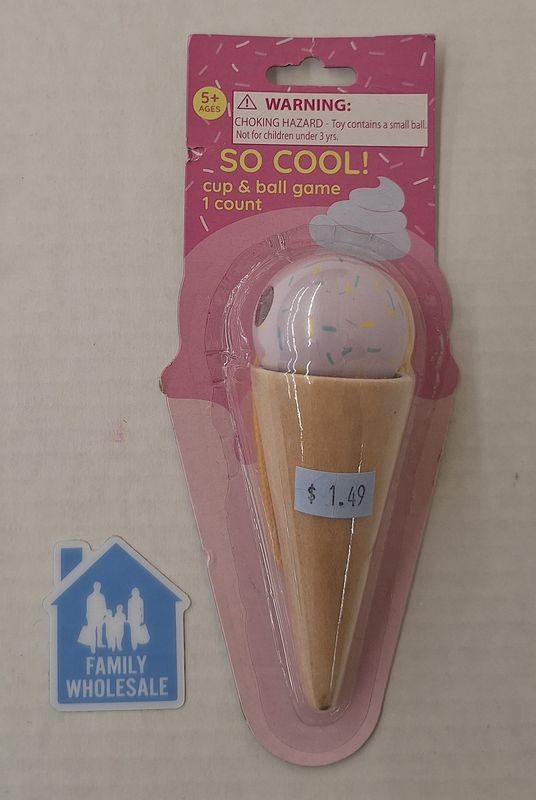 5+
AGES
WARNING:
CHOKING HAZARD - Toy contains a small ball.
Not for children under 3 yrs.
SO COOL!
cup & ball game
1 count
$ 1.49
FAMILY
WHOLESALE